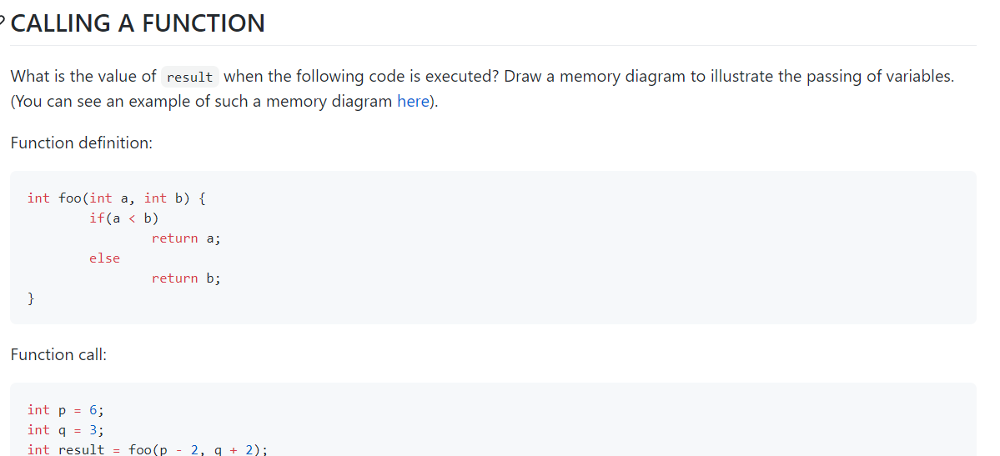 CALLING A FUNCTION
What is the value of result when the following code is executed? Draw a memory diagram to illustrate the passing of variables.
(You can see an example of such a memory diagram here).
Function definition:
int foo(int a, int b) {
if(a < b)
return a;
else
return b;
}
Function call:
int p = 6;
int q = 3;
int result = foo(p - 2, q + 2);